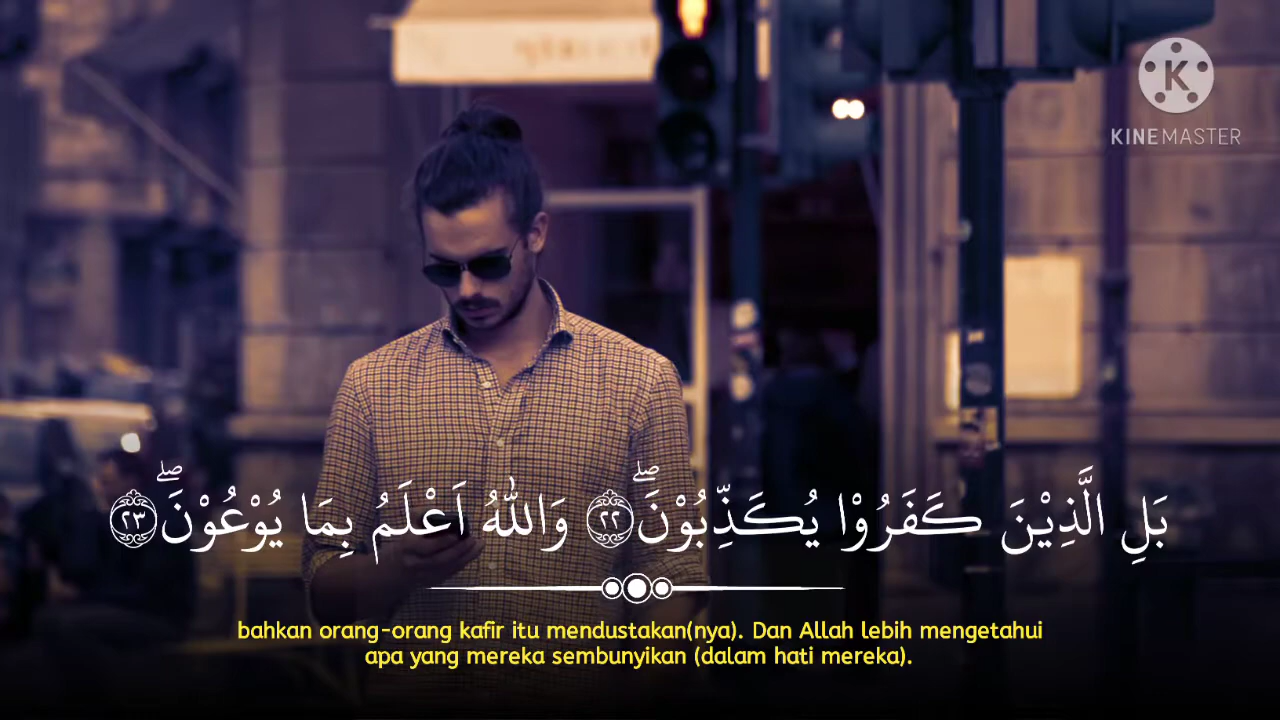 KINEMASTER
بَلِ الَّذِيْنَ كَفَرُوْا يُكَذِّبُوْنَۖ ۝٢٢ وَاللّٰهُ اَعْلَمُ بِمَا يُوْعُوْنَۖ ۝٢٣
bahkan orang-orang kafir itu mendustakan(nya). Dan Allah lebih mengetahui
apa yang mereka sembunyikan (dalam hati mereka).